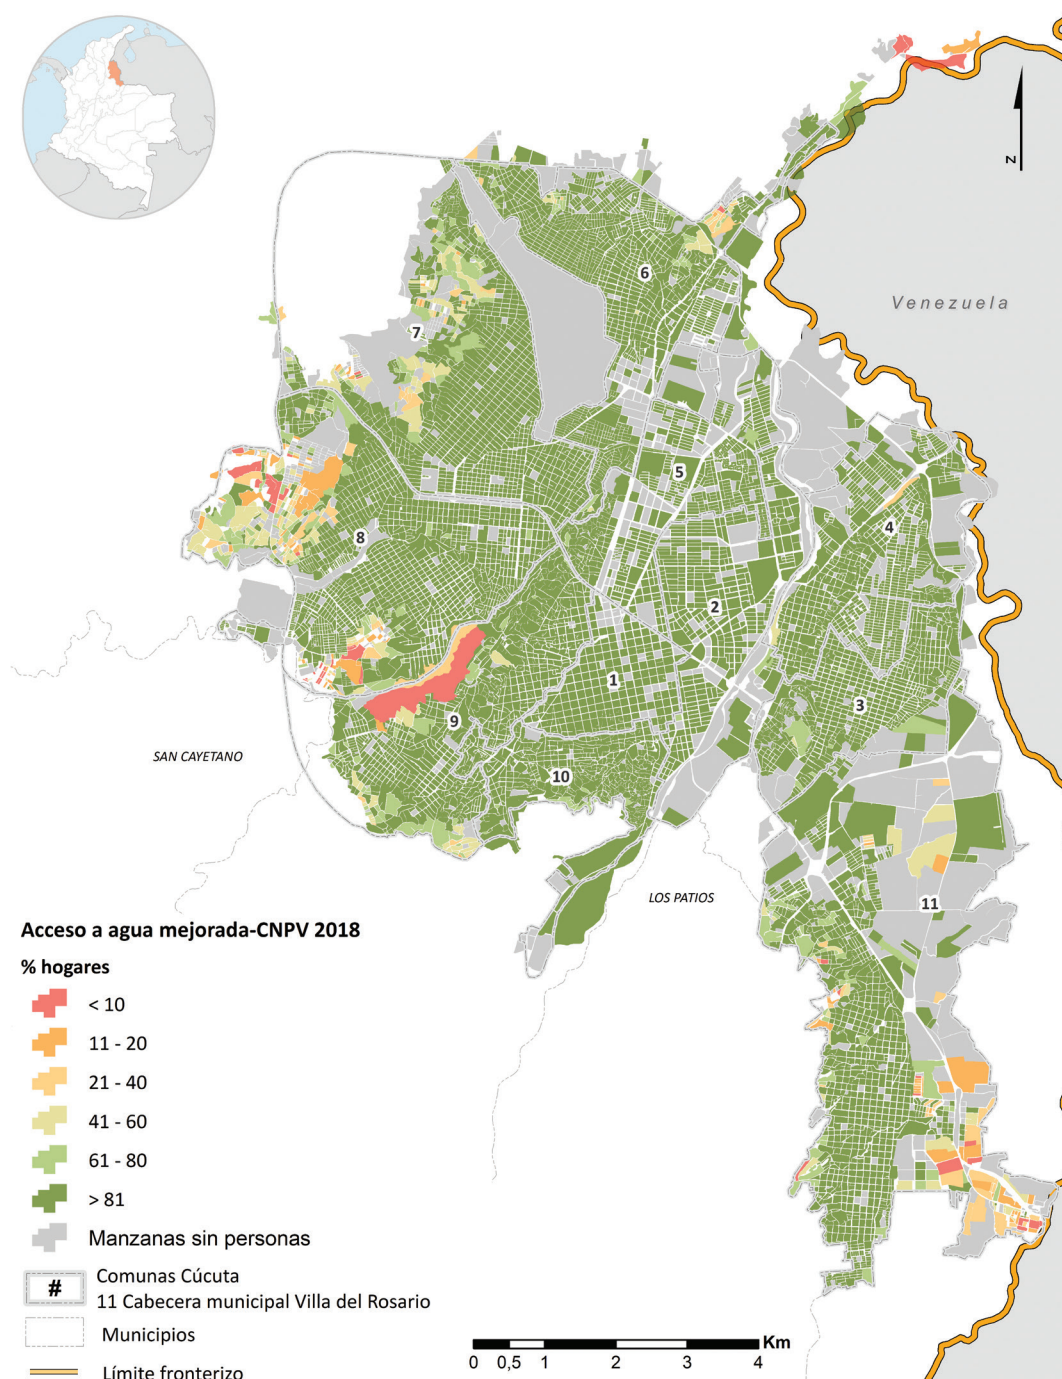 N
Venezuela
6
7
5
4
8
2
1
3
9
10
SAN CAYETANO
LOS PATIOS
11
Acceso a agua mejorada-CNPV 2018
% hogares
< 10
11 - 20
21 - 40
41 - 60
61 - 80
> 81
Manzanas sin personas
# Comunas Cúcuta
11 Cabecera municipal Villa del Rosario
Municipios
Límite fronterizo
Km
0 0,5 1 2 3 4